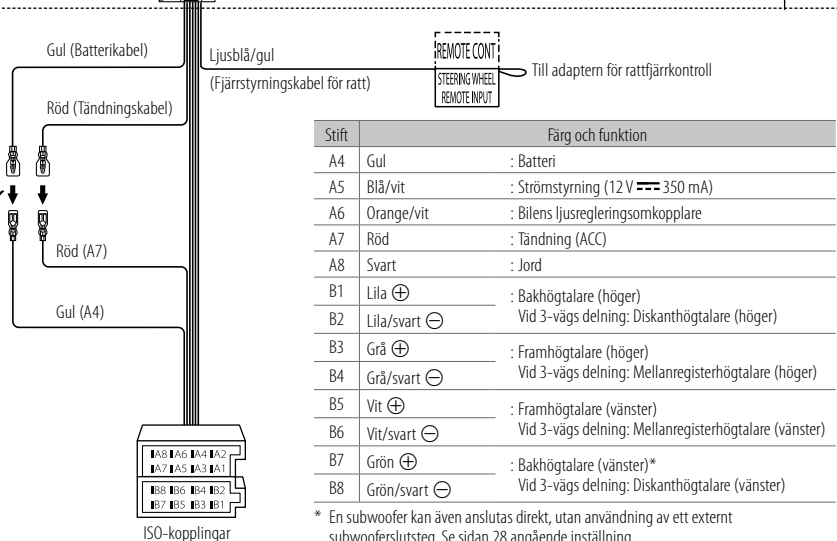 Gul (Batterikabel)
Ljusblå/gul
(Fjärrstyrningskabel för ratt)
REMOTE CONT
STEERING WHEEL
REMOTE INPUT
Till adaptern för rattfjärrkontroll
Röd (Tändningskabel)
Röd (A7)
Gul (A4)
A8 A6 A4 A2
A7 A5 A3 A1
B8 B6 B4 B2
B7 B5 B3 B1
ISO-kopplingar
Stift Färg och funktion
A4 Gul : Batteri
A5 Blå/vit : Strömstyrning (12 V ⎓ 350 mA)
A6 Orange/vit : Bilens ljusregleringsomkopplare
A7 Röd : Tändning (ACC)
A8 Svart : Jord
B1 Lila ⊕ : Bakhögtalare (höger)
B2 Lila/svart ⊖ Vid 3-vägs delning: Diskanthögtalare (höger)
B3 Grå ⊕ : Framhögtalare (höger)
B4 Grå/svart ⊖ Vid 3-vägs delning: Mellanregisterhögtalare (höger)
B5 Vit ⊕ : Framhögtalare (vänster)
B6 Vit/svart ⊖ Vid 3-vägs delning: Mellanregisterhögtalare (vänster)
B7 Grön ⊕ : Bakhögtalare (vänster)*
B8 Grön/svart ⊖ Vid 3-vägs delning: Diskanthögtalare (vänster)
* En subwoofer kan även anslutas direkt, utan användning av ett externt
subwooferslutsteg. Se sidan 28 angående inställning